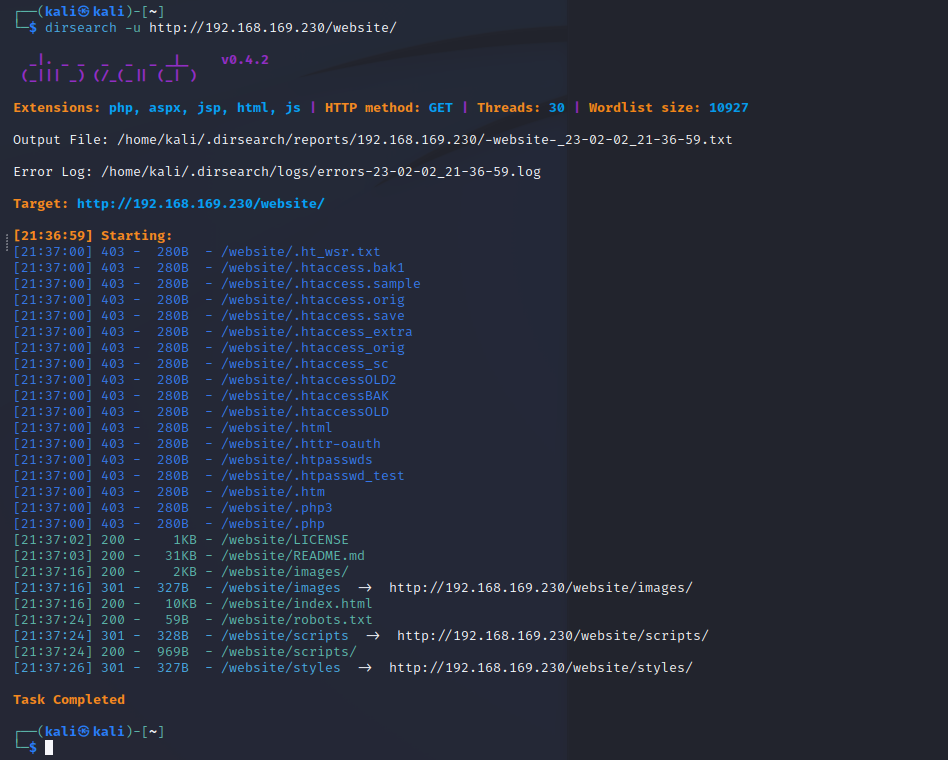 ┌──(kali㉿kali)-[~]
└─$ dirsearch -u http://192.168.169.230/website/
_|. _ _ _ _ _ _|_ v0.4.2
(_||| _) (/_(_|| (_| )
Extensions: php, aspx, jsp, html, js | HTTP method: GET | Threads: 30 | Wordlist size: 10927
Output File: /home/kali/.dirsearch/reports/192.168.169.230/-website-_23-02-02_21-36-59.txt
Error Log: /home/kali/.dirsearch/logs/errors-23-02-02_21-36-59.log
Target: http://192.168.169.230/website/
[21:36:59] Starting:
[21:37:00] 403 - 280B - /website/.ht_wsr.txt
[21:37:00] 403 - 280B - /website/.htaccess.bak1
[21:37:00] 403 - 280B - /website/.htaccess.sample
[21:37:00] 403 - 280B - /website/.htaccess.orig
[21:37:00] 403 - 280B - /website/.htaccess.save
[21:37:00] 403 - 280B - /website/.htaccess_extra
[21:37:00] 403 - 280B - /website/.htaccess_orig
[21:37:00] 403 - 280B - /website/.htaccess_sc
[21:37:00] 403 - 280B - /website/.htaccessOLD2
[21:37:00] 403 - 280B - /website/.htaccessBAK
[21:37:00] 403 - 280B - /website/.htaccessOLD
[21:37:00] 403 - 280B - /website/.html
[21:37:00] 403 - 280B - /website/.httr-oauth
[21:37:00] 403 - 280B - /website/.htpasswds
[21:37:00] 403 - 280B - /website/.htpasswd_test
[21:37:00] 403 - 280B - /website/.htm
[21:37:00] 403 - 280B - /website/.php3
[21:37:00] 403 - 280B - /website/.php
[21:37:02] 200 - 1KB - /website/LICENSE
[21:37:03] 200 - 31KB - /website/README.md
[21:37:16] 200 - 2KB - /website/images/
[21:37:16] 301 - 327B - /website/images -> http://192.168.169.230/website/images/
[21:37:16] 200 - 10KB - /website/index.html
[21:37:24] 200 - 59B - /website/robots.txt
[21:37:24] 301 - 328B - /website/scripts -> http://192.168.169.230/website/scripts/
[21:37:24] 200 - 969B - /website/scripts/
[21:37:26] 301 - 327B - /website/styles -> http://192.168.169.230/website/styles/
Task Completed
┌──(kali㉿kali)-[~]
└─$